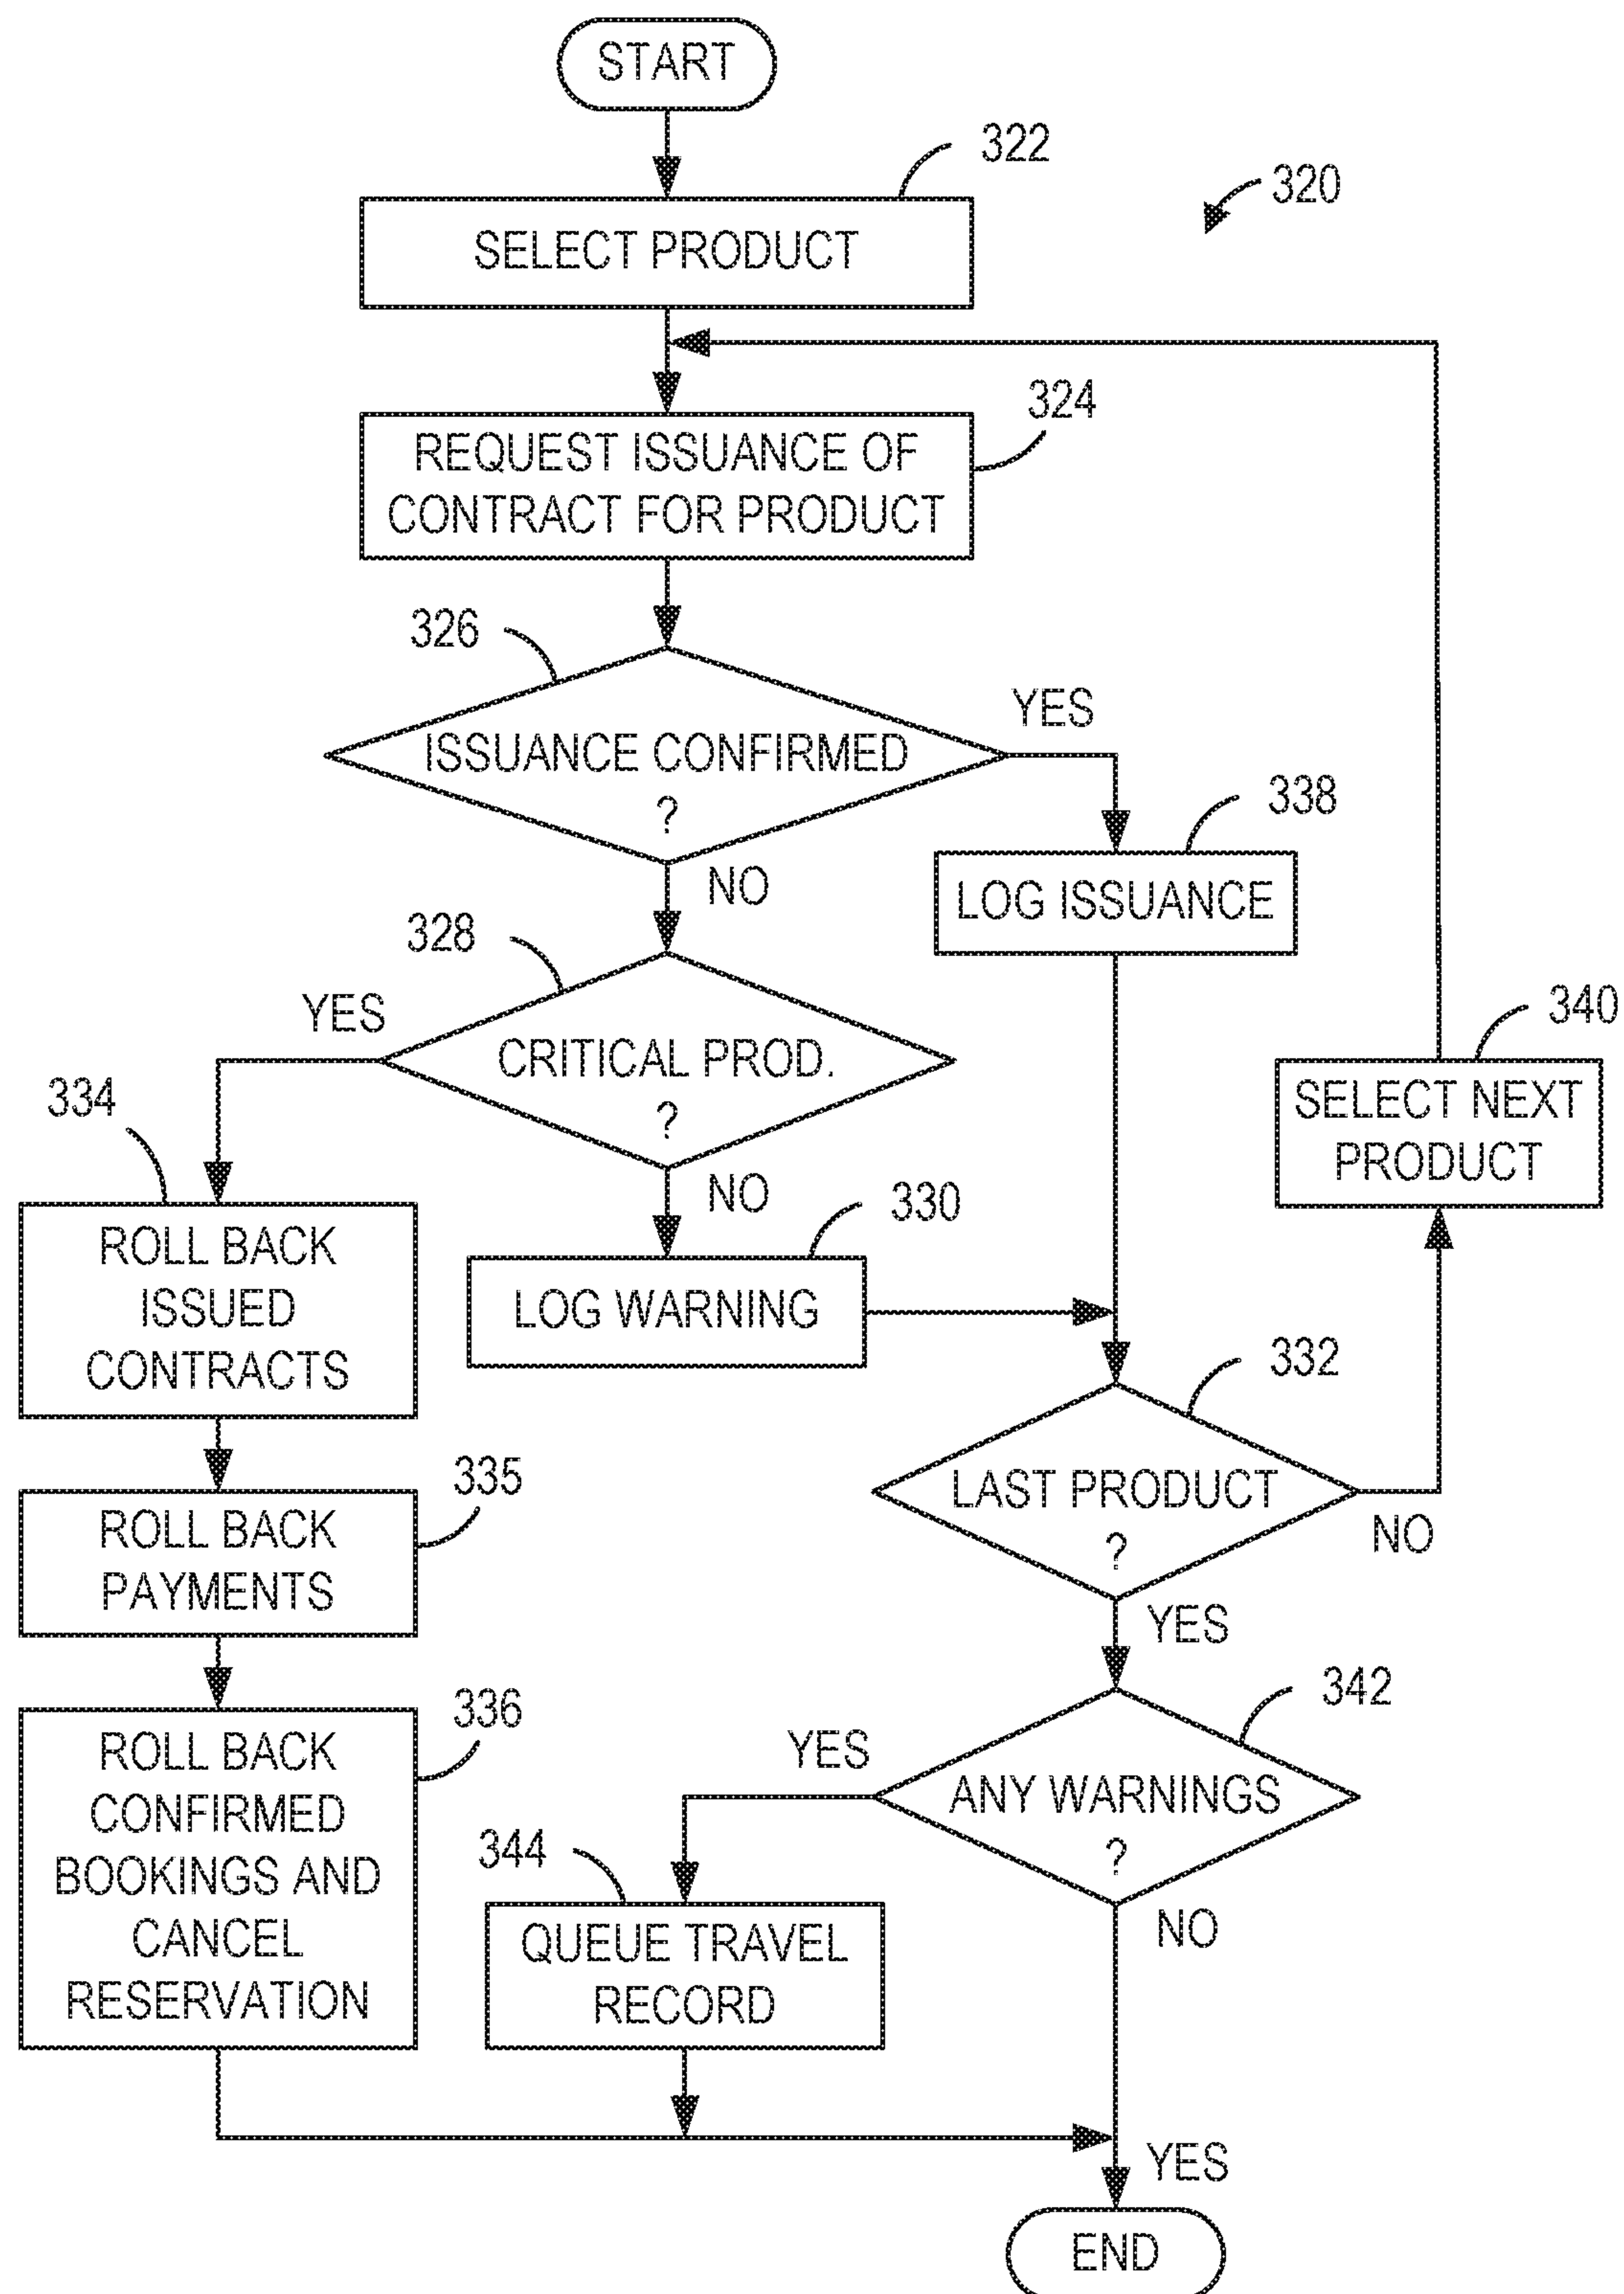 START
322
320
SELECT PRODUCT
324
REQUEST ISSUANCE OF
CONTRACT FOR PRODUCT
326
YES
ISSUANCE CONFIRMED
?
338
NO
LOG ISSUANCE
328
YES
340
CRITICAL PROD.
?
334
SELECT NEXT
PRODUCT
NO
330
ROLL BACK
ISSUED
CONTRACTS
LOG WARNING
332
335
LAST PRODUCT
?
NO
ROLL BACK
PAYMENTS
YES
336
342
YES
ROLL BACK
CONFIRMED
BOOKINGS AND
CANCEL
RESERVATION
ANY WARNINGS
?
344
NO
QUEUE TRAVEL
RECORD
YES
END